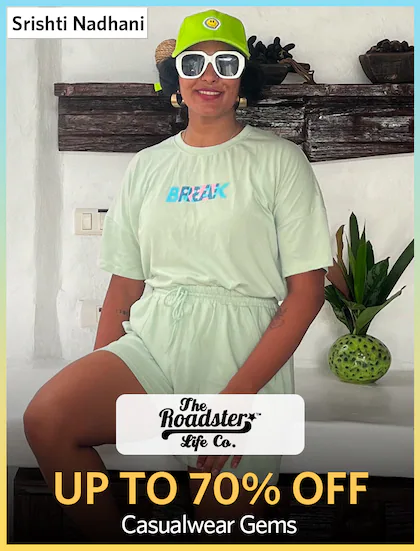 Srishti Nadhani
BREAK
The
Roadster
Life Co.
UP TO 70% OFF
Casualwear Gems